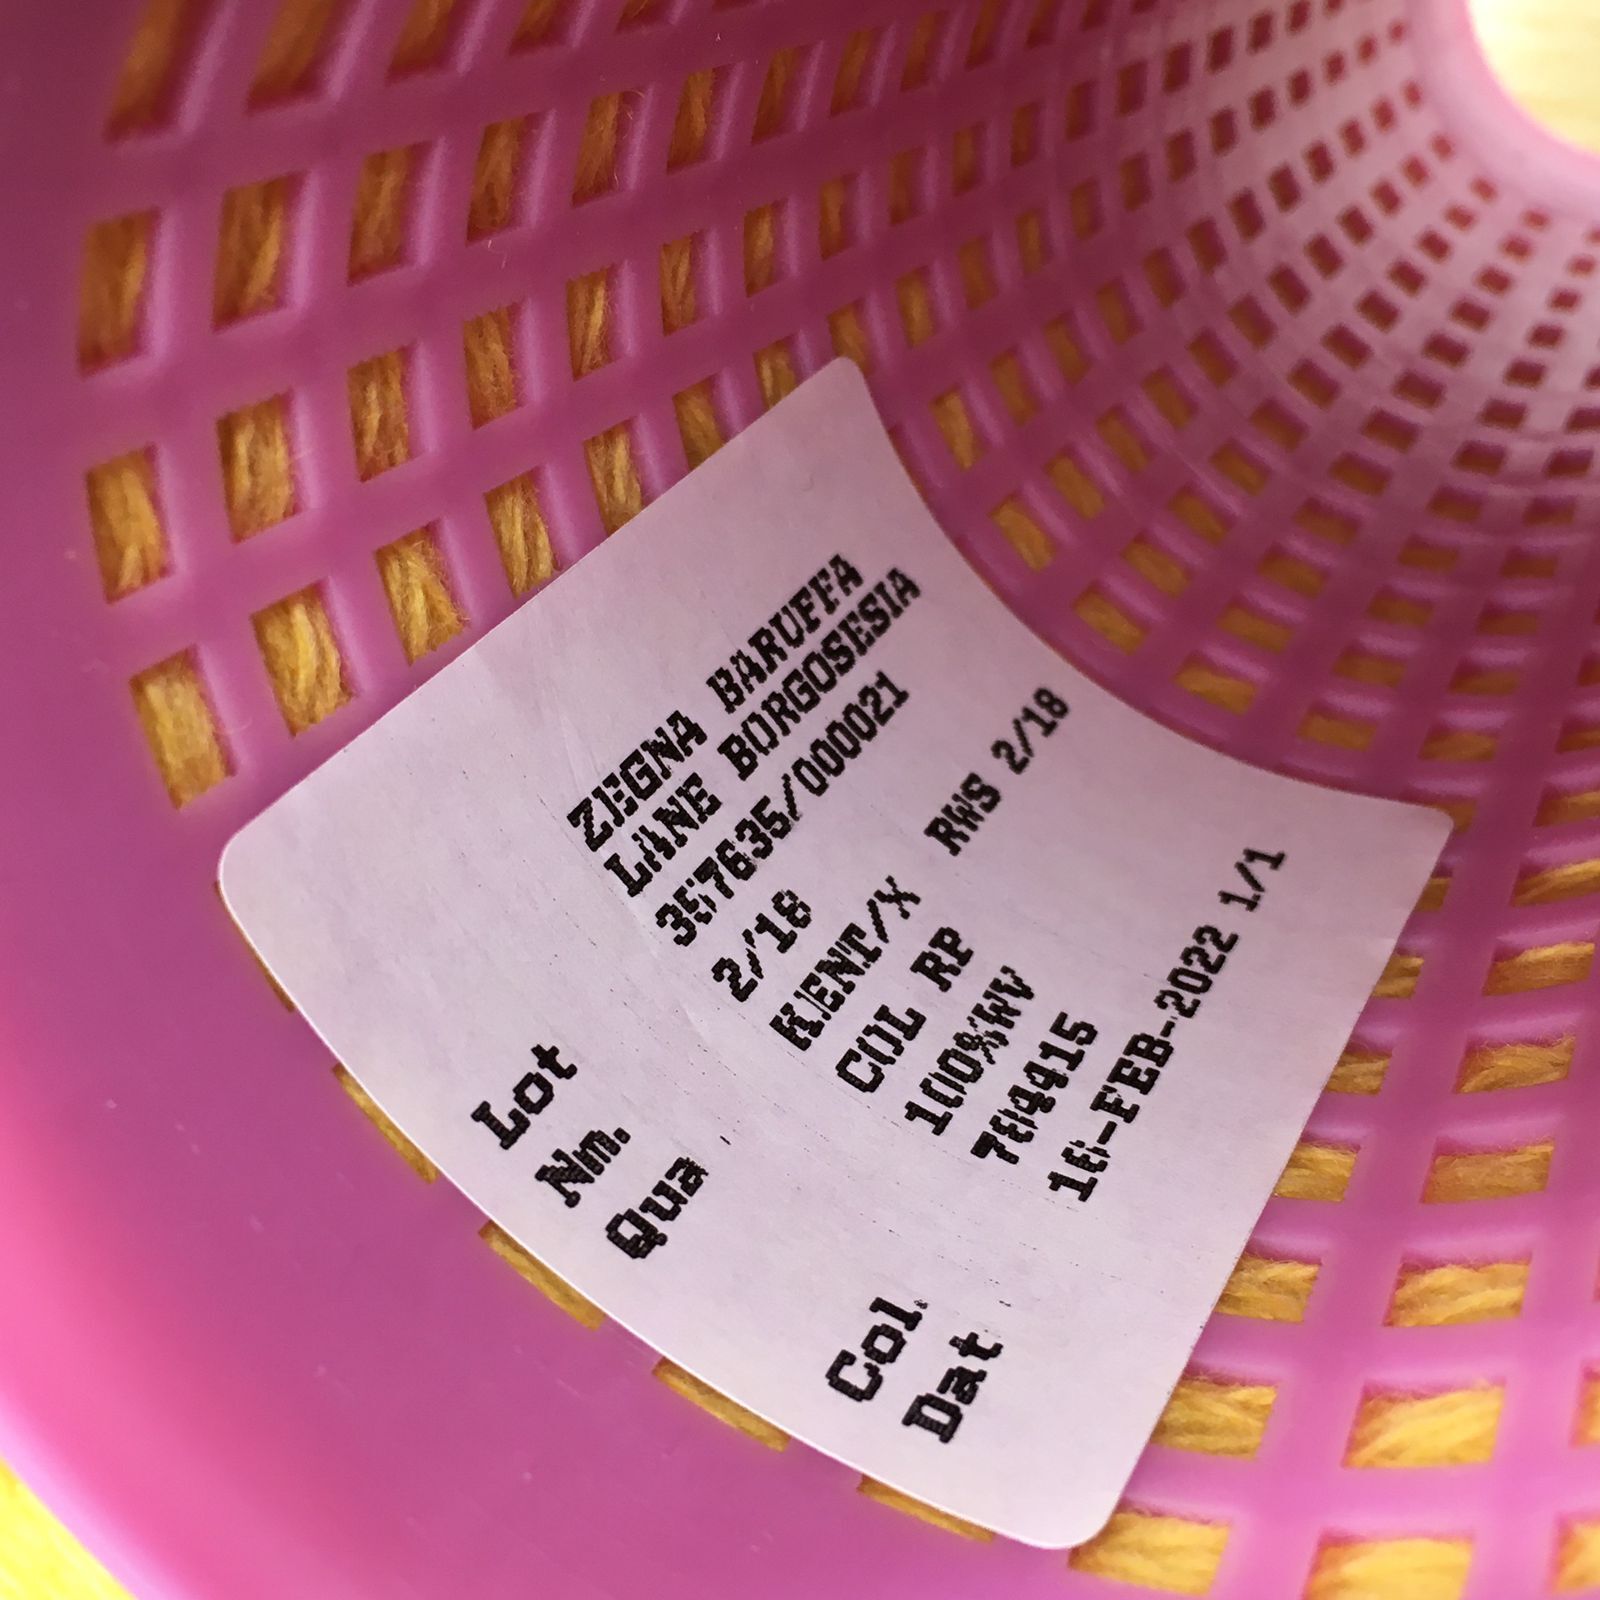 ZEGNA BARUFFA
LANE BORGOSESIA
Lot 357635/000021
Nm. 2/18
Qua KENT/X RWS 2/18
COL RP
100%WV
Col. 784415
Dat 16-FEB-2022 1/1